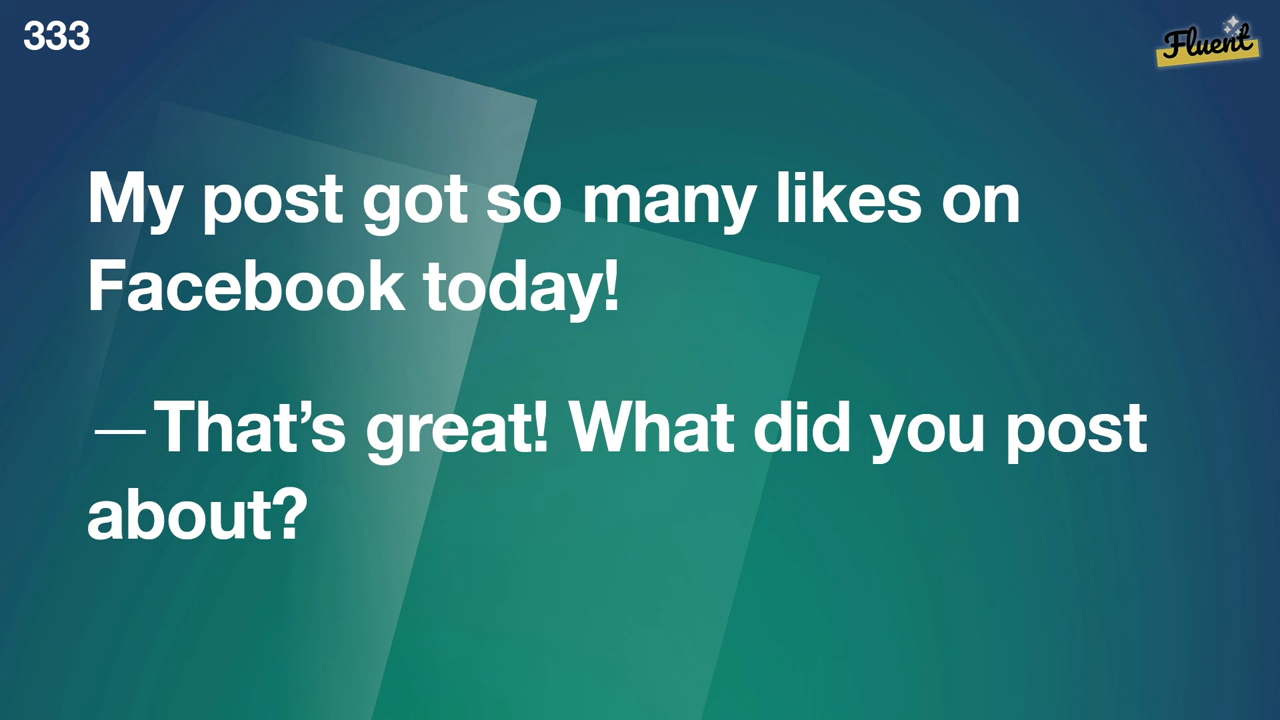 333
Fluent
My post got so many likes on
Facebook today!
—That’s great! What did you post
about?